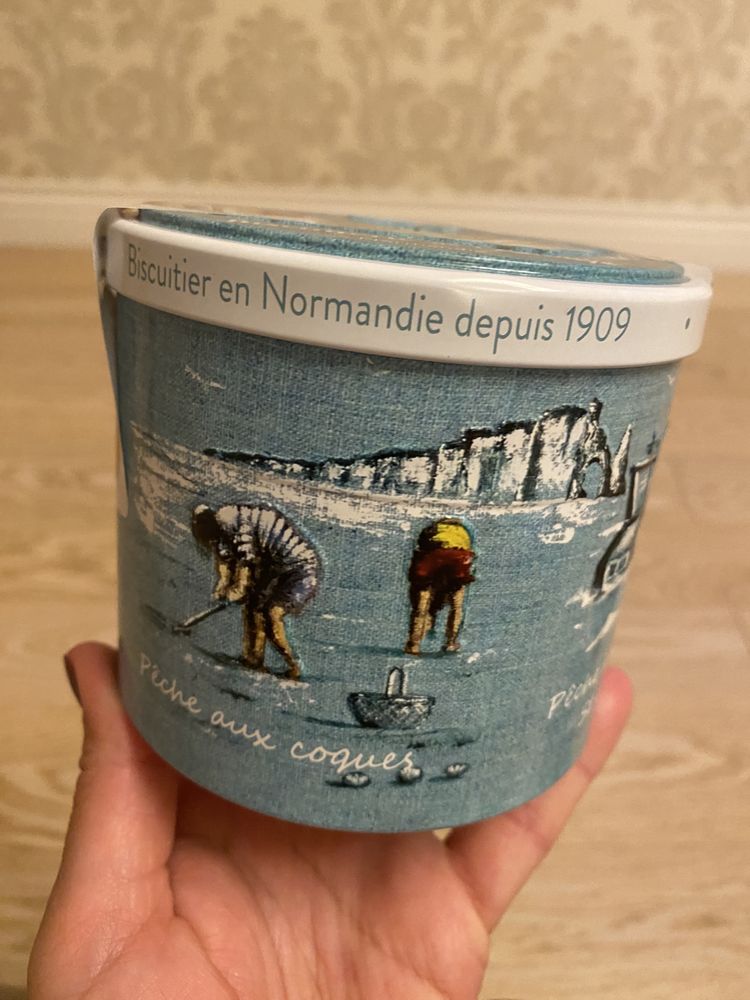 Biscuitier en Normandie depuis 1909
Pêche aux coques